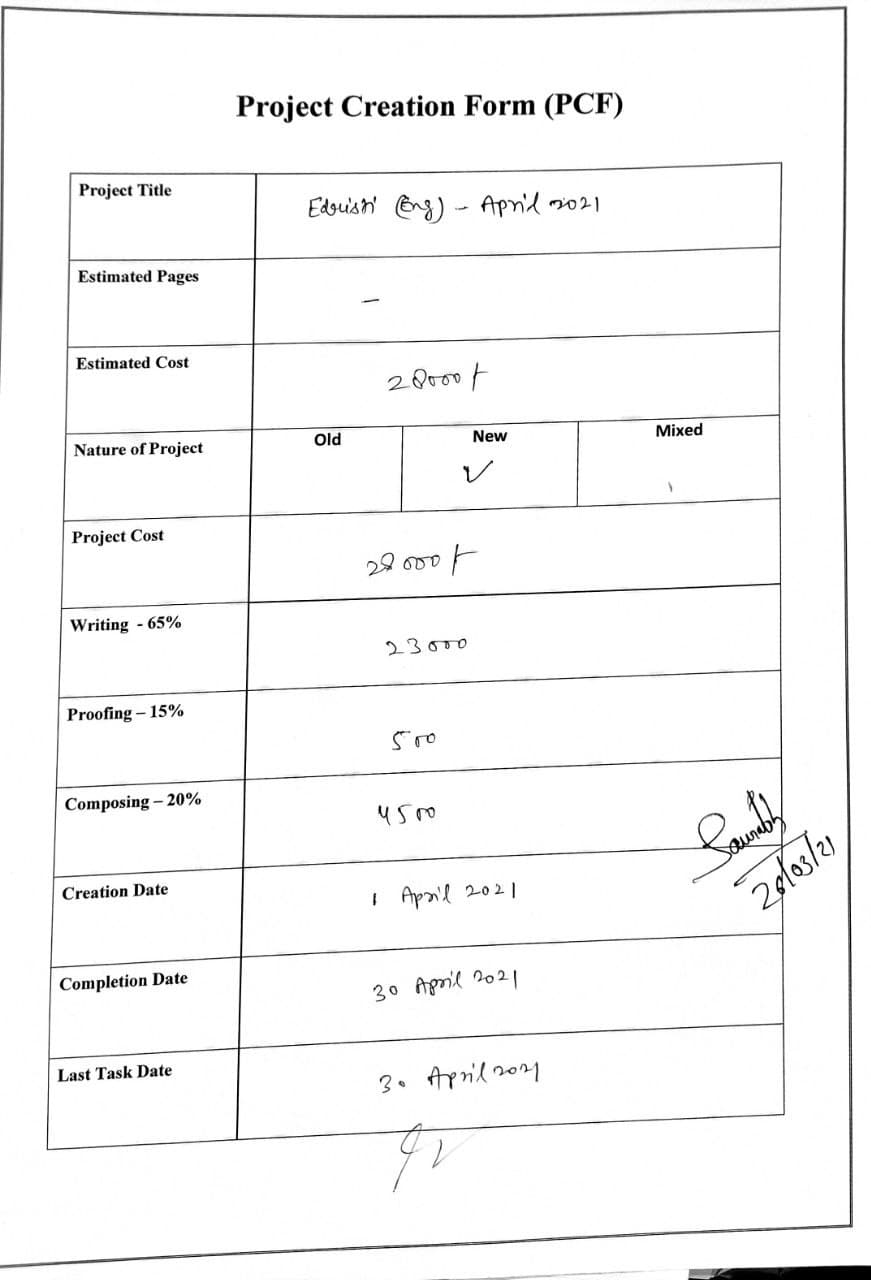 Project Creation Form (PCF)
Project Title
Edristi (Eng) - April 2021
Estimated Pages
-
Estimated Cost
28000 +
Nature of Project
Old
New
Mixed
✓
Project Cost
28000 +
Writing - 65%
23000
Proofing – 15%
500
Composing – 20%
4500
Saurabh
26/03/21
Creation Date
1 April 2021
Completion Date
30 April 2021
Last Task Date
30 April 2021